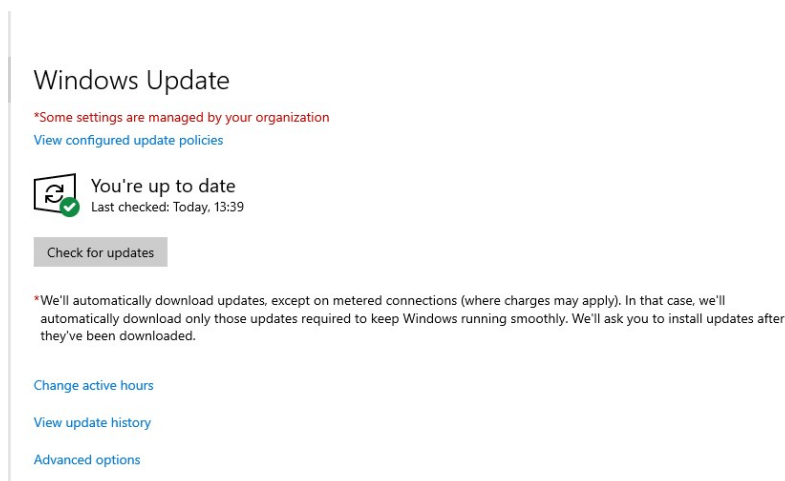 Windows Update
*Some settings are managed by your organization
View configured update policies
You're up to date
Last checked: Today, 13:39
Check for updates
*We'll automatically download updates, except on metered connections (where charges may apply). In that case, we'll
automatically download only those updates required to keep Windows running smoothly. We'll ask you to install updates after
they've been downloaded.
Change active hours
View update history
Advanced options